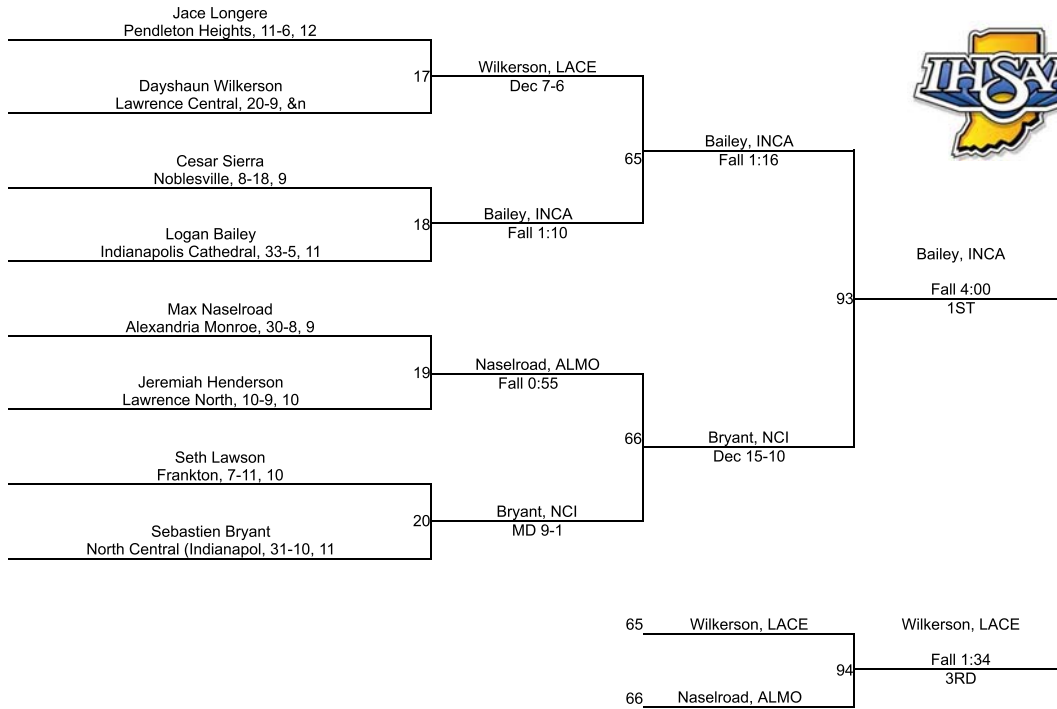 Jace Longere
Pendleton Heights, 11-6, 12
17
Wilkerson, LACE
Dec 7-6
Dayshaun Wilkerson
Lawrence Central, 20-9, &n
IHSAA
65
Bailey, INCA
Fall 1:16
Cesar Sierra
Noblesville, 8-18, 9
18
Bailey, INCA
Fall 1:10
Logan Bailey
Indianapolis Cathedral, 33-5, 11
93
Bailey, INCA
Fall 4:00
1ST
Max Naselroad
Alexandria Monroe, 30-8, 9
19
Naselroad, ALMO
Fall 0:55
Jeremiah Henderson
Lawrence North, 10-9, 10
66
Bryant, NCI
Dec 15-10
Seth Lawson
Frankton, 7-11, 10
20
Bryant, NCI
MD 9-1
Sebastien Bryant
North Central (Indianapol, 31-10, 11
65
Wilkerson, LACE
94
Wilkerson, LACE
Fall 1:34
3RD
66
Naselroad, ALMO